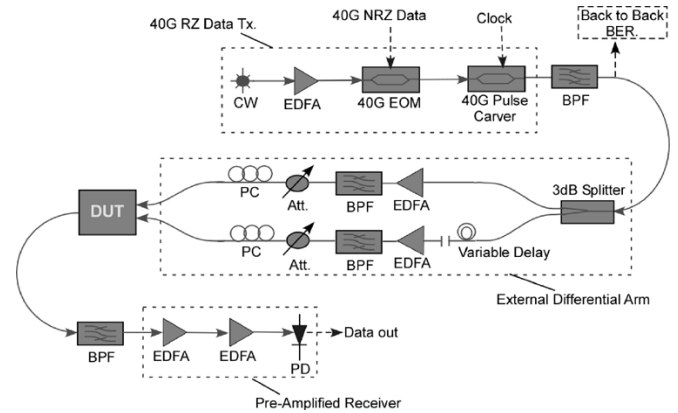 40G RZ Data Tx.
40G NRZ Data
Clock
Back to Back
BER.
CW
EDFA
40G EOM
40G Pulse
Carver
BPF
PC
Att.
BPF
EDFA
3dB Splitter
DUT
PC
Att.
BPF
EDFA
Variable Delay
External Differential Arm
BPF
EDFA
EDFA
PD
Data out
Pre-Amplified Receiver